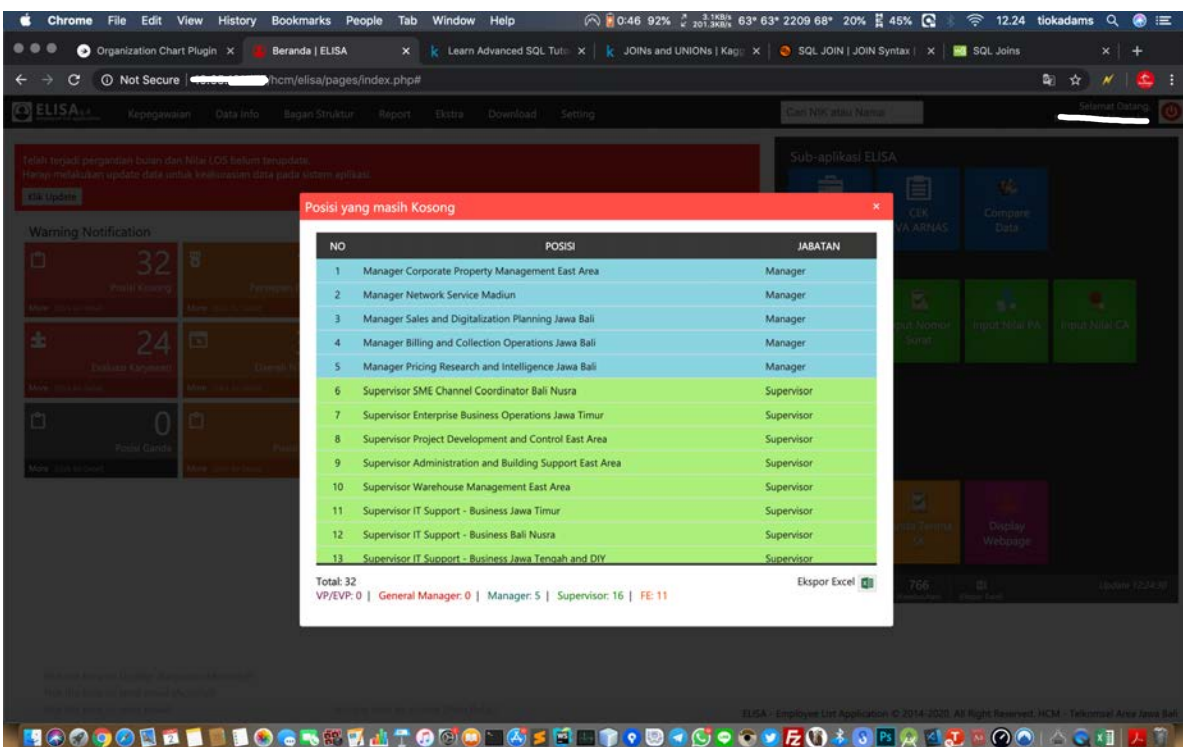 Chrome File Edit View History Bookmarks People Tab Window Help 0:46 92% 3.1KB/s 201.3KB/s 63° 63° 2209 68° 20% 45% 12.24 tiokadams
Organization Chart Plugin Beranda | ELISA Learn Advanced SQL Tuto JOINs and UNIONs | Kagg SQL JOIN | JOIN Syntax | SQL Joins
Not Secure /hcm/elisa/pages/index.php#
ELISA Kepegawaian Data Info Bagan Struktur Report Ekstra Download Setting Cari NIK atau Nama Selamat Datang,
Telah terjadi pergantian bulan dan Nilai LOS belum terupdate.
Harap melakukan update data untuk keakurasian data pada sistem aplikasi.
Klik Update
Sub-aplikasi ELISA
CEK
VA ARNAS
Compare
Data
Warning Notification
32
Posisi Kosong
More
24
Evaluasi Karyawan
More
0
Posisi Ganda
More
Input Nilai PA
Input Nilai CA
Surat
Display
Webpage
766
Update 12:24:30
Posisi yang masih Kosong
NO POSISI JABATAN
1 Manager Corporate Property Management East Area Manager
2 Manager Network Service Madiun Manager
3 Manager Sales and Digitalization Planning Jawa Bali Manager
4 Manager Billing and Collection Operations Jawa Bali Manager
5 Manager Pricing Research and Intelligence Jawa Bali Manager
6 Supervisor SME Channel Coordinator Bali Nusra Supervisor
7 Supervisor Enterprise Business Operations Jawa Timur Supervisor
8 Supervisor Project Development and Control East Area Supervisor
9 Supervisor Administration and Building Support East Area Supervisor
10 Supervisor Warehouse Management East Area Supervisor
11 Supervisor IT Support - Business Jawa Timur Supervisor
12 Supervisor IT Support - Business Bali Nusra Supervisor
13 Supervisor IT Support - Business Jawa Tengah and DIY Supervisor
Total: 32 Ekspor Excel
VP/EVP: 0 | General Manager: 0 | Manager: 5 | Supervisor: 16 | FE: 11
ELISA - Employee List Application © 2014-2020. All Right Reserved. HCM - Telkomsel Area Jawa Bali